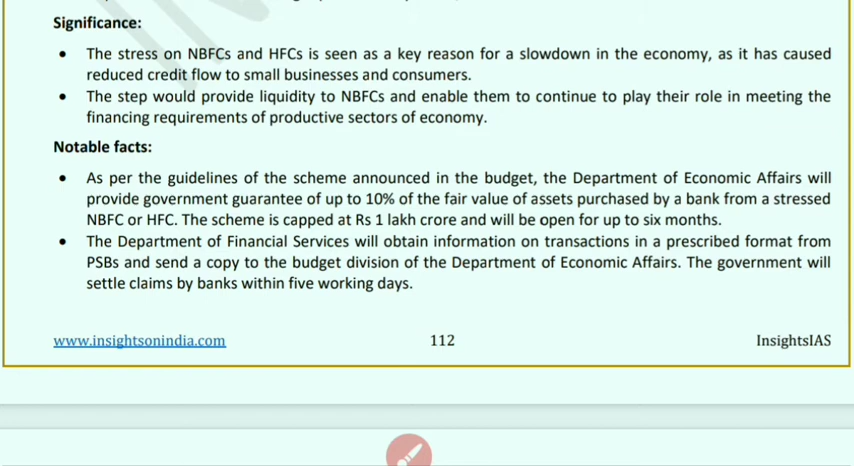 Significance:
• The stress on NBFCs and HFCs is seen as a key reason for a slowdown in the economy, as it has caused
reduced credit flow to small businesses and consumers.
• The step would provide liquidity to NBFCs and enable them to continue to play their role in meeting the
financing requirements of productive sectors of economy.
Notable facts:
• As per the guidelines of the scheme announced in the budget, the Department of Economic Affairs will
provide government guarantee of up to 10% of the fair value of assets purchased by a bank from a stressed
NBFC or HFC. The scheme is capped at Rs 1 lakh crore and will be open for up to six months.
• The Department of Financial Services will obtain information on transactions in a prescribed format from
PSBs and send a copy to the budget division of the Department of Economic Affairs. The government will
settle claims by banks within five working days.
www.insightsonindia.com 112 InsightsIAS